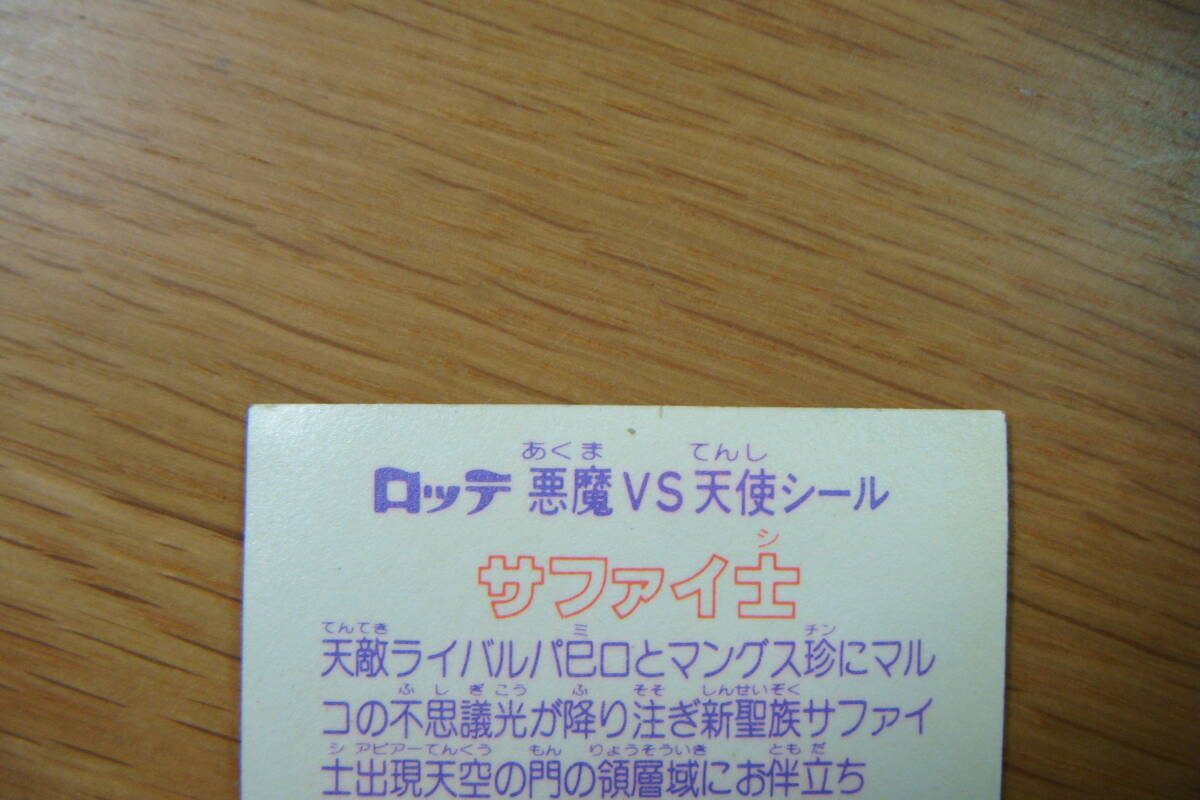 あくま てんし
ロッテ 悪魔VS天使シール
シ
サファイ士
てんてき ミ チン
天敵ライバルパ巳ロとマングス珍にマル
ふしぎこう ふ そそ しんせいぞく
コの不思議光が降り注ぎ新聖族サファイ
シ アピアーてんくう もん りょうそういき ともだ
士出現天空の門の領層域にお伴立ち